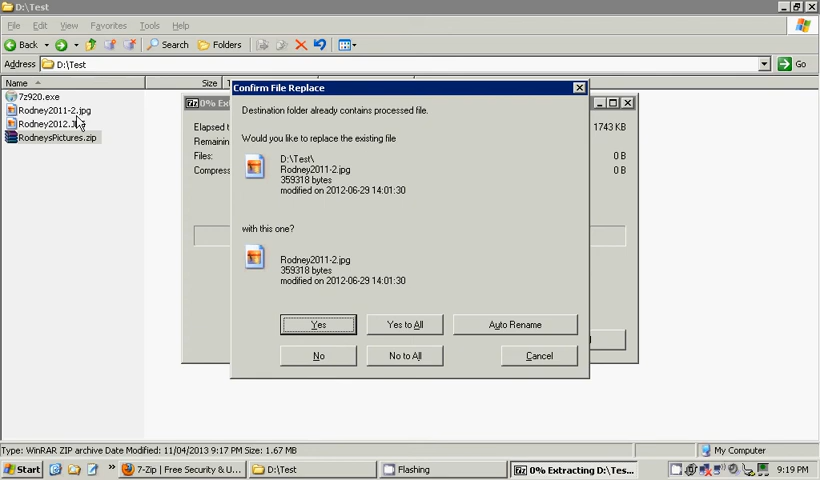 D:\Test
File Edit View Favorites Tools Help
Back Search Folders
Address D:\Test Go
Name Size
7z920.exe
Rodney2011-2.jpg
Rodney2012.
RodneysPictures.zip
0% Ext
Elapsed t 1743 KB
Remainin
Files: 0 B
Compress 0 B
Confirm File Replace
Destination folder already contains processed file.
Would you like to replace the existing file
D:\Test\
Rodney2011-2.jpg
359318 bytes
modified on 2012-06-29 14:01:30
with this one?
Rodney2011-2.jpg
359318 bytes
modified on 2012-06-29 14:01:30
Yes Yes to All Auto Rename
No No to All Cancel
Type: WinRAR ZIP archive Date Modified: 11/04/2013 9:17 PM Size: 1.67 MB 1.67 MB My Computer
Start » 7-Zip | Free Security & U... D:\Test Flashing 0% Extracting D:\Tes... 9:19 PM